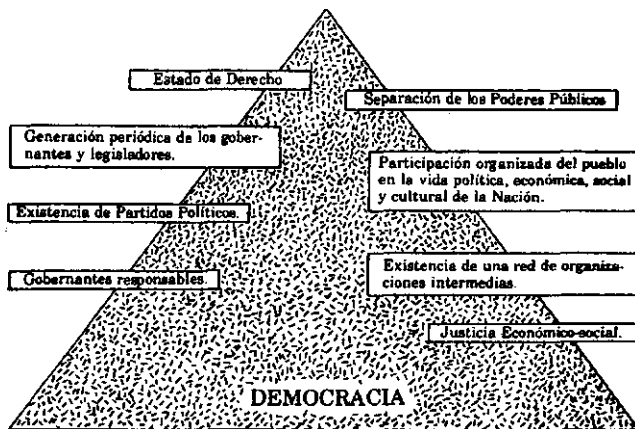 Estado de Derecho
Separación de los Poderes Públicos
Generación periódica de los gober-
nantes y legisladores.
Participación organizada del pueblo
en la vida política, económica, social
y cultural de la Nación.
Existencia de Partidos Políticos.
Gobernantes responsables.
Existencia de una red de organiza-
ciones intermedias.
Justicia Económico-social.
DEMOCRACIA